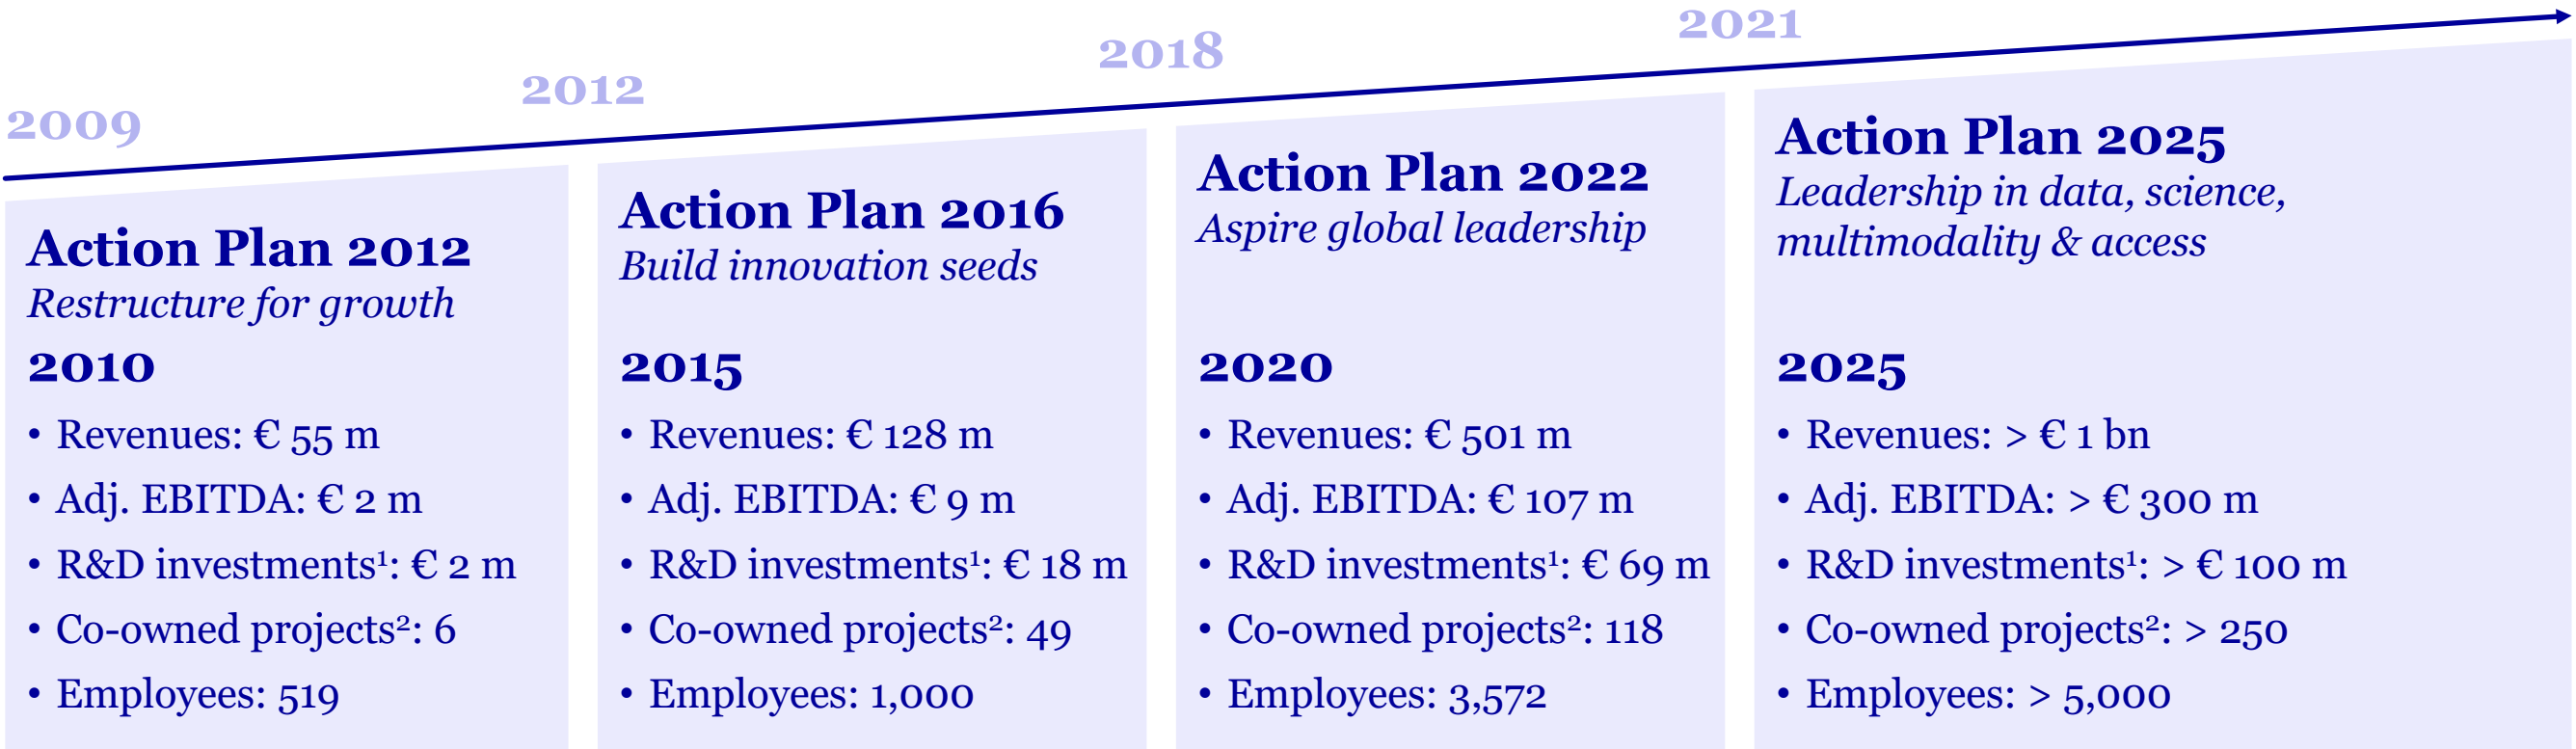 2009
2012
2018
2021
Action Plan 2012
Restructure for growth
2010
• Revenues: € 55 m
• Adj. EBITDA: € 2 m
• R&D investments¹: € 2 m
• Co-owned projects²: 6
• Employees: 519
Action Plan 2016
Build innovation seeds
2015
• Revenues: € 128 m
• Adj. EBITDA: € 9 m
• R&D investments¹: € 18 m
• Co-owned projects²: 49
• Employees: 1,000
Action Plan 2022
Aspire global leadership
2020
• Revenues: € 501 m
• Adj. EBITDA: € 107 m
• R&D investments¹: € 69 m
• Co-owned projects²: 118
• Employees: 3,572
Action Plan 2025
Leadership in data, science,
multimodality & access
2025
• Revenues: > € 1 bn
• Adj. EBITDA: > € 300 m
• R&D investments¹: > € 100 m
• Co-owned projects²: > 250
• Employees: > 5,000